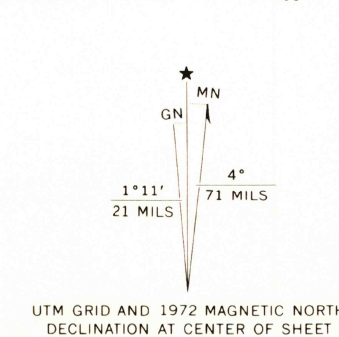 MN
GN
4°
1°11′
71 MILS
21 MILS
UTM GRID AND 1972 MAGNETIC NORTH
DECLINATION AT CENTER OF SHEET